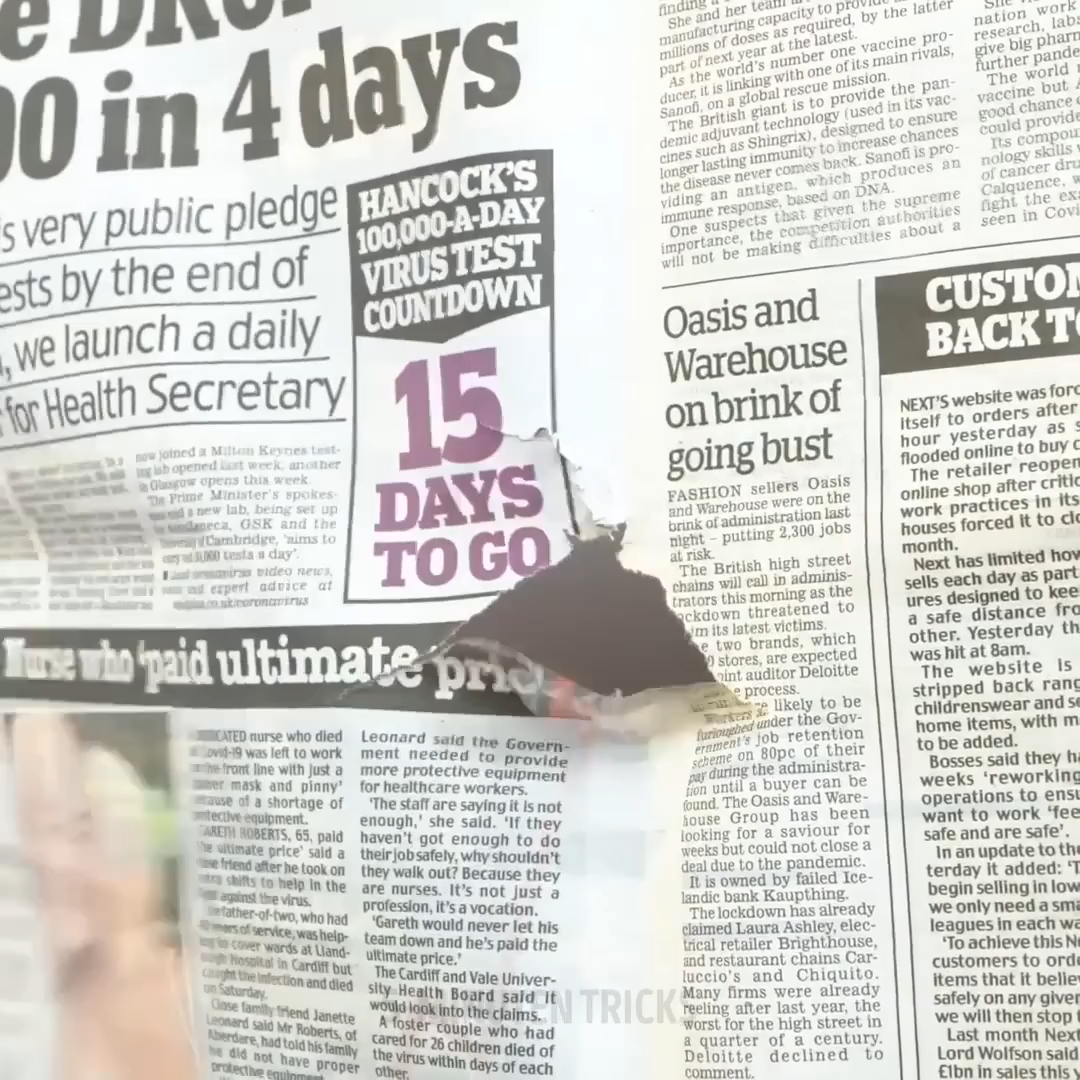 00 in 4 days
very public pledge
ests by the end of
, we launch a daily
for Health Secretary
HANCOCK'S
100,000-A-DAY
VIRUS TEST
COUNTDOWN
15
DAYS
TO GO
now joined a Milton Keynes test-
ing lab opened last week, another
in Glasgow opens this week.
The Prime Minister's spokes-
said a new lab, being set up
GSK and the
Cambridge, 'aims to
tests a day'.
video news,
and expert advice at
Nurse who 'paid ultimate
nurse who died
Covid-19 was left to work
the front line with just a
mask and pinny'
because of a shortage of
protective equipment.
GARETH ROBERTS, 65, paid
the ultimate price' said a
close friend after he took on
extra shifts to help in the
against the virus.
father-of-two, who had
years of service, was help-
to cover wards at Lland-
Hospital in Cardiff but
caught the infection and died
on Saturday.
Close family friend Janette
Leonard said Mr Roberts, of
Aberdare, had told his family
he did not have proper
protective
Leonard said the Govern-
ment needed to provide
more protective equipment
for healthcare workers.
'The staff are saying it is not
enough,' she said. 'If they
haven't got enough to do
their job safely, why shouldn't
they walk out? Because they
are nurses. It's not just a
profession, it's a vocation.
'Gareth would never let his
team down and he's paid the
ultimate price.'
The Cardiff and Vale Univer-
sity Health Board said it
would look into the claims.
A foster couple who had
cared for 26 children died of
the virus within days of each
other.
TRICKS
finding a
She and her team
manufacturing capacity to provide
millions of doses as required, by the latter
part of next year at the latest.
As the world's number one vaccine pro-
ducer, it is linking with one of its main rivals,
Sanofi, on a global rescue mission.
The British giant is to provide the pan-
demic adjuvant technology (used in its vac-
cines such as Shingrix), designed to ensure
longer lasting immunity to increase chances
the disease never comes back. Sanofi is pro-
viding an antigen, which produces an
immune response, based on DNA.
One suspects that given the supreme
importance, the competition authorities
will not be making difficulties about a
nation work
research, labs
give big pharm
further pande
The world
vaccine but
good chance
could provide
Its compou
nology skills
of cancer dru
Calquence, w
fight the ex
seen in Covi
Oasis and
Warehouse
on brink of
going bust
FASHION sellers Oasis
and Warehouse were on the
brink of administration last
night – putting 2,300 jobs
at risk.
The British high street
chains will call in adminis-
trators this morning as the
ckdown threatened to
im its latest victims.
e two brands, which
stores, are expected
oint auditor Deloitte
e process.
Workers likely to be
furloughed under the Gov-
ernment's job retention
scheme on 80pc of their
pay during the administra-
tion until a buyer can be
found. The Oasis and Ware-
house Group has been
looking for a saviour for
weeks but could not close a
deal due to the pandemic.
It is owned by failed Ice-
landic bank Kaupthing.
The lockdown has already
claimed Laura Ashley, elec-
trical retailer Brighthouse,
and restaurant chains Car-
luccio's and Chiquito.
Many firms were already
reeling after last year, the
worst for the high street in
a quarter of a century.
Deloitte declined to
comment.
CUSTOM
BACK TO
NEXT'S website was forc
itself to orders after
hour yesterday as s
flooded online to buy c
The retailer reopen
online shop after critic
work practices in its
houses forced it to clo
month.
Next has limited how
sells each day as part
ures designed to kee
a safe distance fro
other. Yesterday th
was hit at 8am.
The website is
stripped back rang
childrenswear and se
home items, with m
to be added.
Bosses said they ha
weeks 'reworking
operations to ensu
want to work 'fee
safe and are safe'.
In an update to the
terday it added: 'T
begin selling in low
we only need a sma
leagues in each wa
'To achieve this N
customers to orde
items that it believ
safely on any given
we will then stop t
Last month Next
Lord Wolfson said
£1bn in sales this y